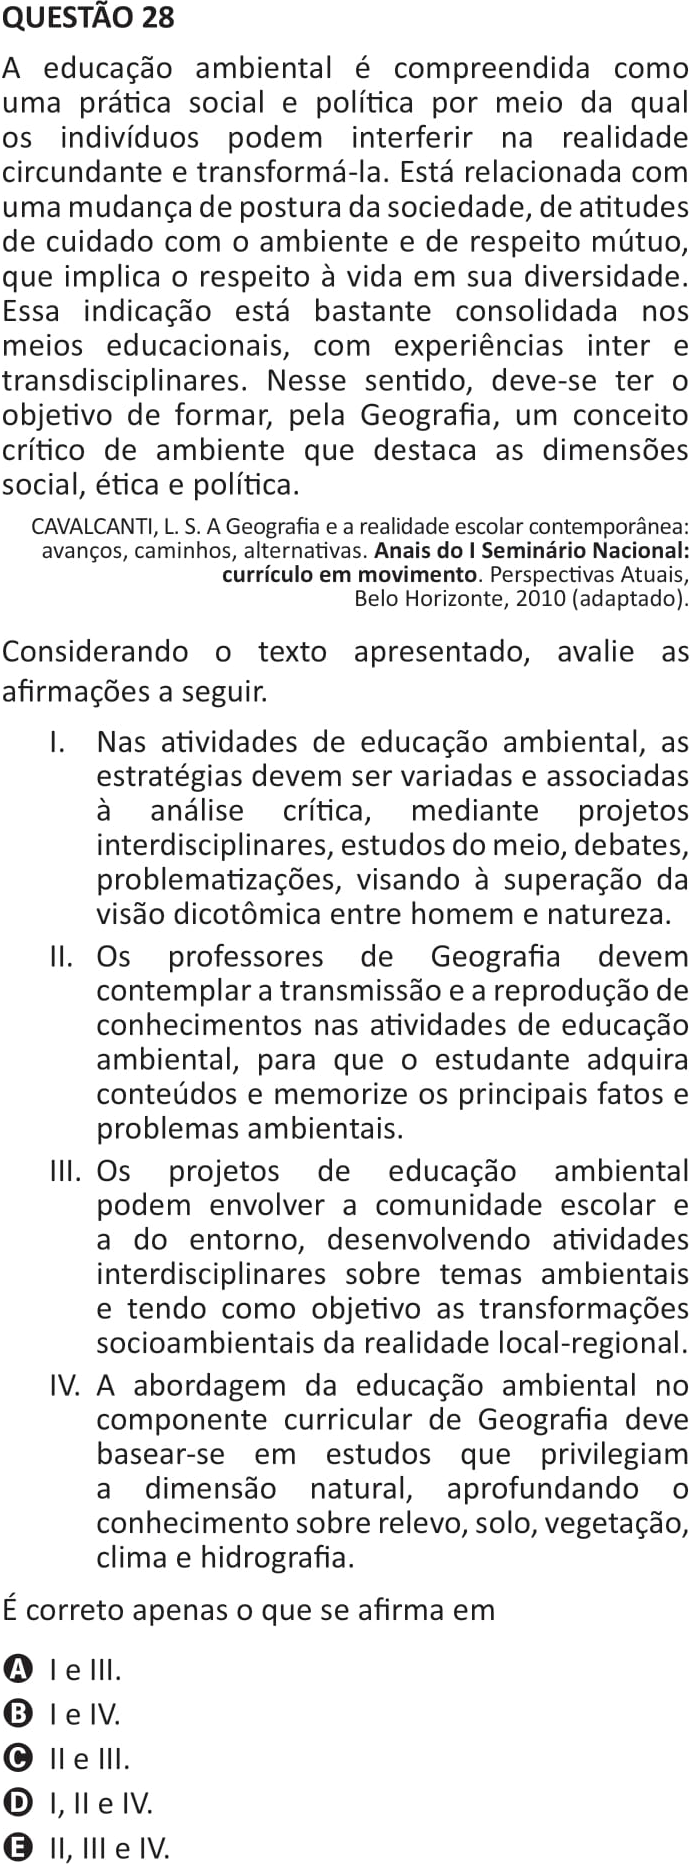 QUESTÃO 28
A educação ambiental é compreendida como
uma prática social e política por meio da qual
os indivíduos podem interferir na realidade
circundante e transformá-la. Está relacionada com
uma mudança de postura da sociedade, de atitudes
de cuidado com o ambiente e de respeito mútuo,
que implica o respeito à vida em sua diversidade.
Essa indicação está bastante consolidada nos
meios educacionais, com experiências inter e
transdisciplinares. Nesse sentido, deve-se ter o
objetivo de formar, pela Geografia, um conceito
crítico de ambiente que destaca as dimensões
social, ética e política.
CAVALCANTI, L. S. A Geografia e a realidade escolar contemporânea:
avanços, caminhos, alternativas. Anais do I Seminário Nacional:
currículo em movimento. Perspectivas Atuais,
Belo Horizonte, 2010 (adaptado).
Considerando o texto apresentado, avalie as
afirmações a seguir.
I. Nas atividades de educação ambiental, as
estratégias devem ser variadas e associadas
à análise crítica, mediante projetos
interdisciplinares, estudos do meio, debates,
problematizações, visando à superação da
visão dicotômica entre homem e natureza.
II. Os professores de Geografia devem
contemplar a transmissão e a reprodução de
conhecimentos nas atividades de educação
ambiental, para que o estudante adquira
conteúdos e memorize os principais fatos e
problemas ambientais.
III. Os projetos de educação ambiental
podem envolver a comunidade escolar e
a do entorno, desenvolvendo atividades
interdisciplinares sobre temas ambientais
e tendo como objetivo as transformações
socioambientais da realidade local-regional.
IV. A abordagem da educação ambiental no
componente curricular de Geografia deve
basear-se em estudos que privilegiam
a dimensão natural, aprofundando o
conhecimento sobre relevo, solo, vegetação,
clima e hidrografia.
É correto apenas o que se afirma em
A I e III.
B I e IV.
C II e III.
D I, II e IV.
E II, III e IV.